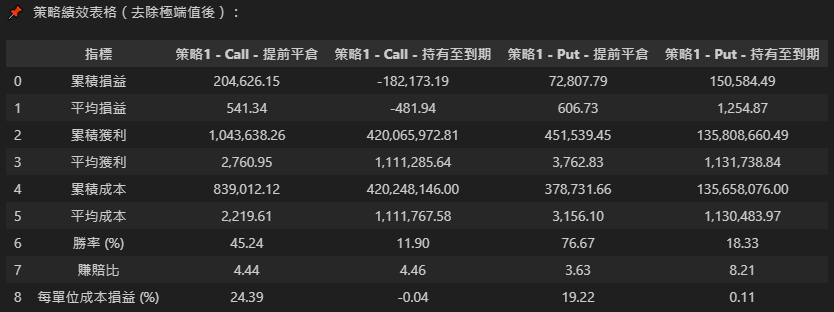 📌 策略績效表格（去除極端值後）：
指標 策略1 - Call - 提前平倉 策略1 - Call - 持有至到期 策略1 - Put - 提前平倉 策略1 - Put - 持有至到期
0 累積損益 204,626.15 -182,173.19 72,807.79 150,584.49
1 平均損益 541.34 -481.94 606.73 1,254.87
2 累積獲利 1,043,638.26 420,065,972.81 451,539.45 135,808,660.49
3 平均獲利 2,760.95 1,111,285.64 3,762.83 1,131,738.84
4 累積成本 839,012.12 420,248,146.00 378,731.66 135,658,076.00
5 平均成本 2,219.61 1,111,767.58 3,156.10 1,130,483.97
6 勝率 (%) 45.24 11.90 76.67 18.33
7 賺賠比 4.44 4.46 3.63 8.21
8 每單位成本損益 (%) 24.39 -0.04 19.22 0.11